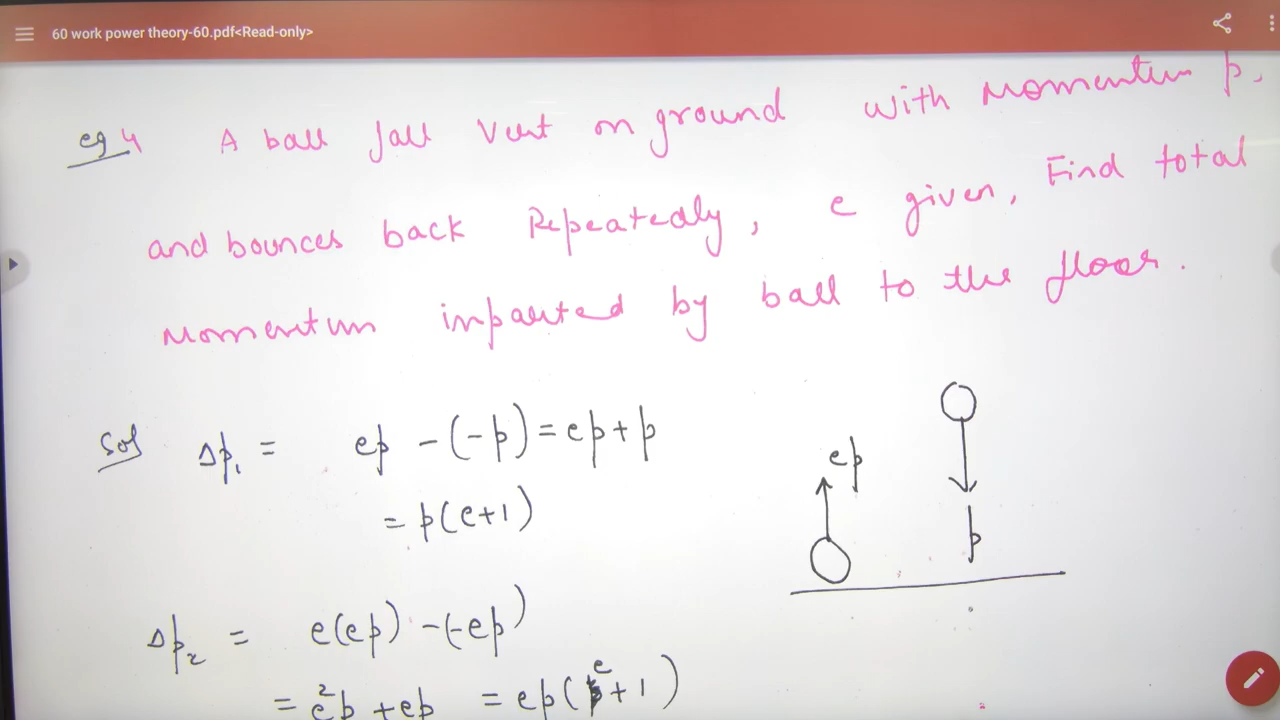 60 work power theory-60.pdf<Read-only>
eg 4 A ball fall vert on ground with momentum p.
and bounces back Repeatedly, e given, Find total
momentum imparted by ball to the floor.
Sol Δp₁ = ep - (-p) = ep + p
= p(e+1)
ep
p
Δp₂ = e(ep) - (-ep)
= e²p + ep = ep(e+1)